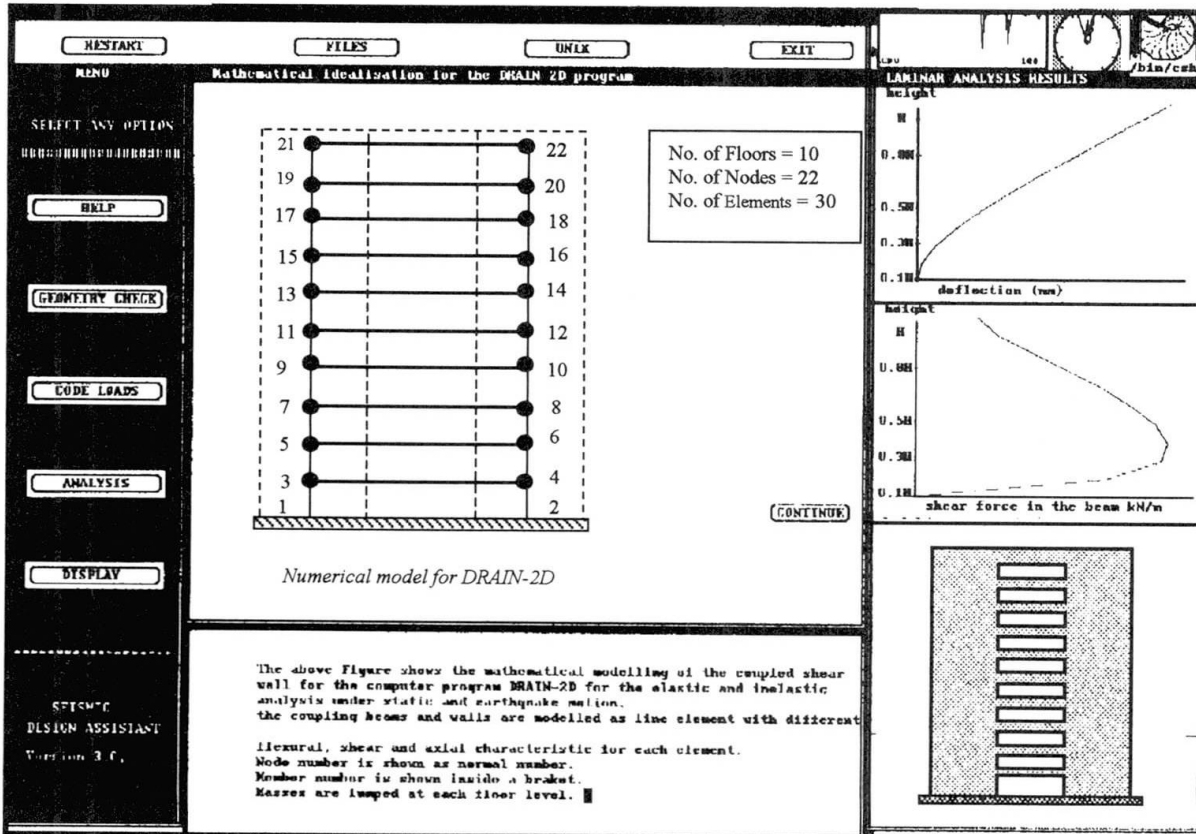 RESTART
FILES
UNIX
EXIT
CPU 100
/bin/csh
MENU
Mathematical idealisation for the DRAIN 2D program
LAMINAR ANALYSIS RESULTS
SELECT ANY OPTION
HELP
GEOMETRY CHECK
CODE LOADS
ANALYSIS
DISPLAY
SEISMIC
DESIGN ASSISTANT
Version 3.0,
21 22
19 20
17 18
15 16
13 14
11 12
9 10
7 8
5 6
3 4
1 2
No. of Floors = 10
No. of Nodes = 22
No. of Elements = 30
CONTINUE
Numerical model for DRAIN-2D
The above Figure shows the mathematical modelling of the coupled shear
wall for the computer program DRAIN-2D for the elastic and inelastic
analysis under static and earthquake motion.
the coupling beams and walls are modelled as line element with different
flexural, shear and axial characteristic for each element.
Node number is shown as normal number.
Member number is shown inside a braket.
Masses are lumped at each floor level.
height
H
0.8H
0.5H
0.3H
0.1H
deflection (mm)
height
H
0.8H
0.5H
0.3H
0.1H
shear force in the beam kN/m